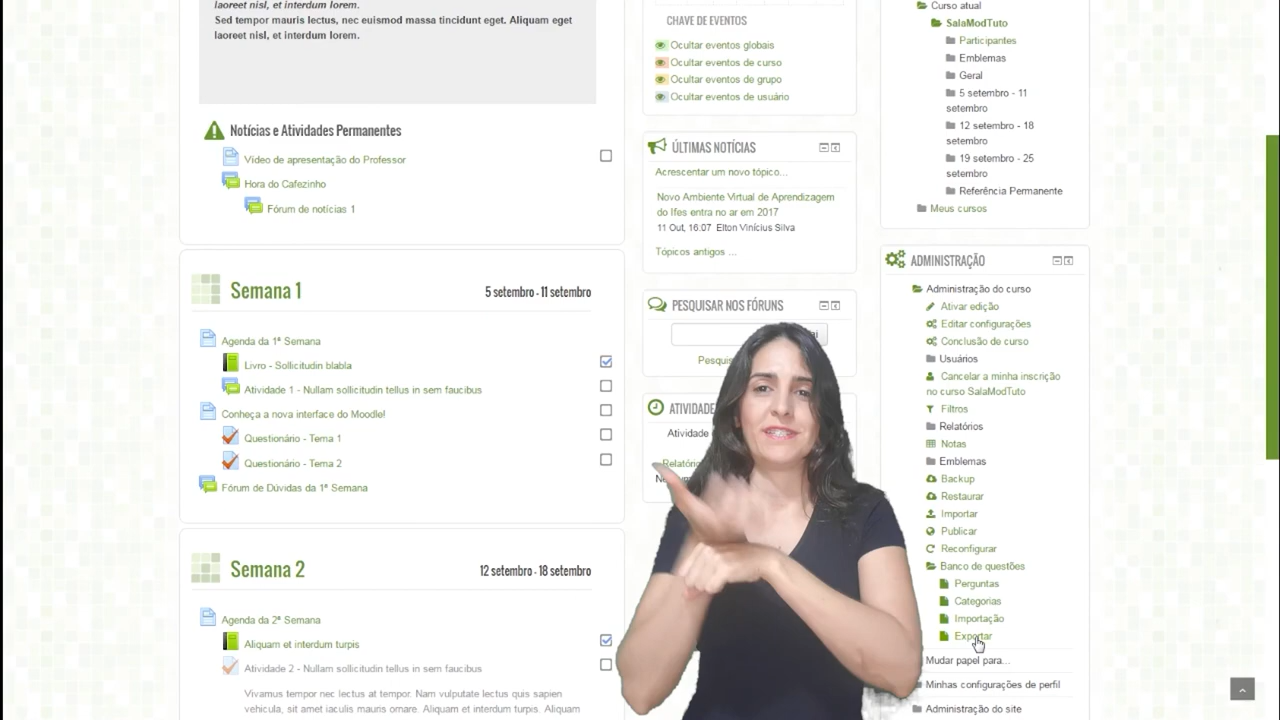 laoreet nisl, et interdum lorem.
Sed tempor mauris lectus, nec euismod massa tincidunt eget. Aliquam eget
laoreet nisl, et interdum lorem.
Notícias e Atividades Permanentes
Vídeo de apresentação do Professor
Hora do Cafezinho
Fórum de notícias 1
Semana 1
5 setembro - 11 setembro
Agenda da 1ª Semana
Livro - Sollicitudin blabla
Atividade 1 - Nullam sollicitudin tellus in sem faucibus
Conheça a nova interface do Moodle!
Questionário - Tema 1
Questionário - Tema 2
Fórum de Dúvidas da 1ª Semana
Semana 2
12 setembro - 18 setembro
Agenda da 2ª Semana
Aliquam et interdum turpis
Atividade 2 - Nullam sollicitudin tellus in sem faucibus
Vivamus tempor nec lectus at tempor. Nam vulputate lectus quis sapien
vehicula, sit amet iaculis mauris ornare. Aliquam et interdum turpis. Aliquam
CHAVE DE EVENTOS
Ocultar eventos globais
Ocultar eventos de curso
Ocultar eventos de grupo
Ocultar eventos de usuário
ÚLTIMAS NOTÍCIAS
Acrescentar um novo tópico...
Novo Ambiente Virtual de Aprendizagem
do Ifes entra no ar em 2017
11 Out, 16:07 Elton Vinícius Silva
Tópicos antigos ...
PESQUISAR NOS FÓRUNS
Atividade
Curso atual
SalaModTuto
Participantes
Emblemas
Geral
5 setembro - 11
setembro
12 setembro - 18
setembro
19 setembro - 25
setembro
Referência Permanente
Meus cursos
ADMINISTRAÇÃO
Administração do curso
Ativar edição
Editar configurações
Conclusão de curso
Usuários
Cancelar a minha inscrição
no curso SalaModTuto
Filtros
Relatórios
Notas
Emblemas
Backup
Restaurar
Importar
Publicar
Reconfigurar
Banco de questões
Perguntas
Categorias
Importação
Exportar
Mudar papel para...
Minhas configurações de perfil
Administração do site